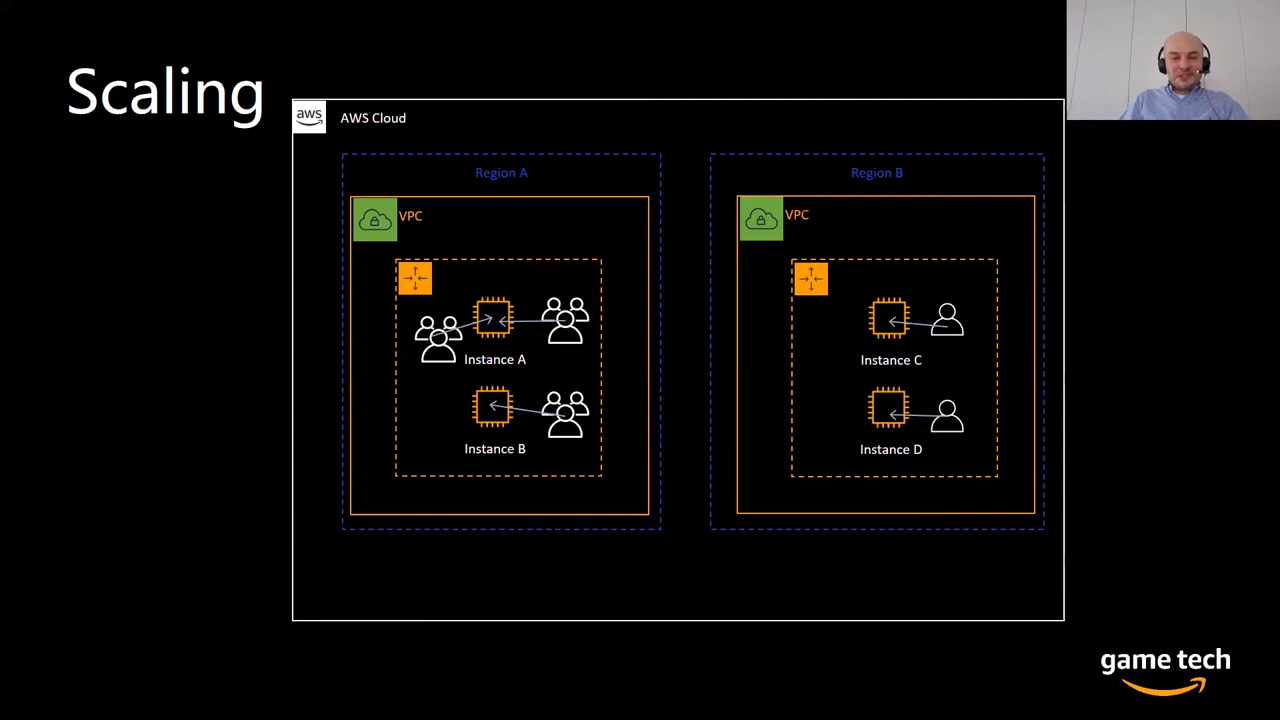 Scaling
aws
AWS Cloud
Region A
Region B
VPC
VPC
Instance A
Instance C
Instance B
Instance D
game tech